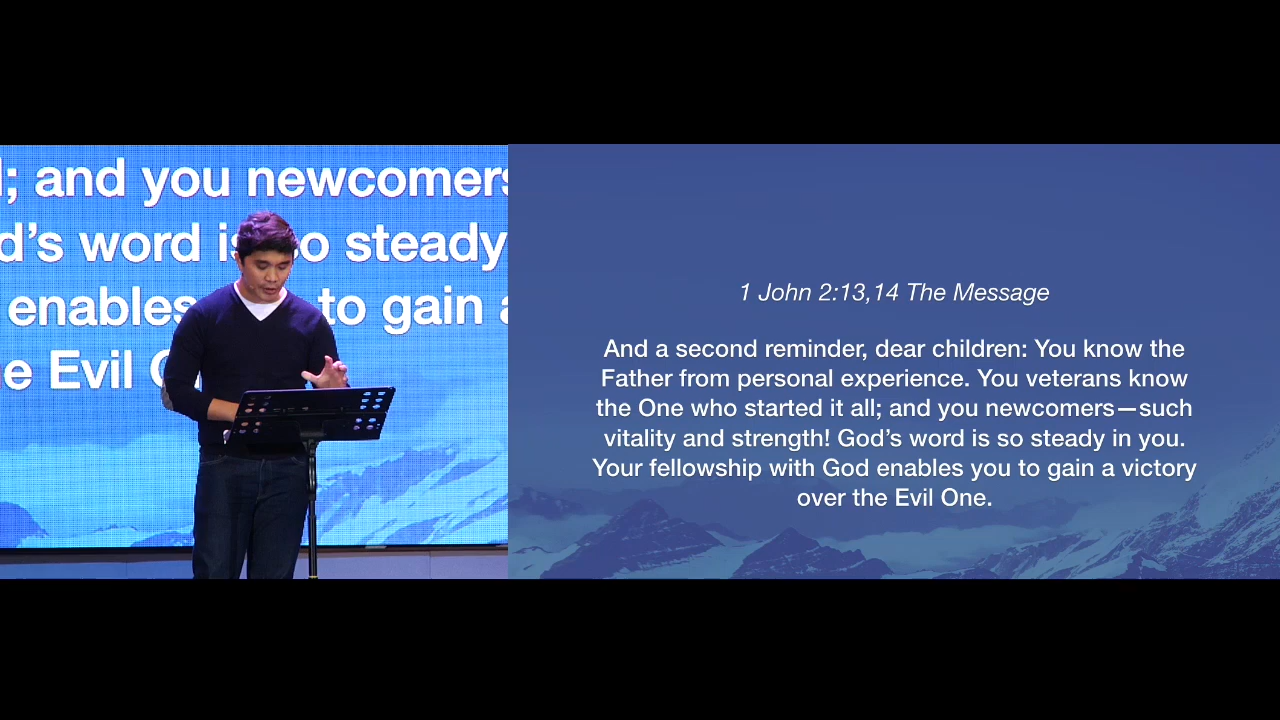 l; and you newcomers
d's word is so steady
enables to gain a
e Evil O
1 John 2:13,14 The Message
And a second reminder, dear children: You know the
Father from personal experience. You veterans know
the One who started it all; and you newcomers—such
vitality and strength! God's word is so steady in you.
Your fellowship with God enables you to gain a victory
over the Evil One.